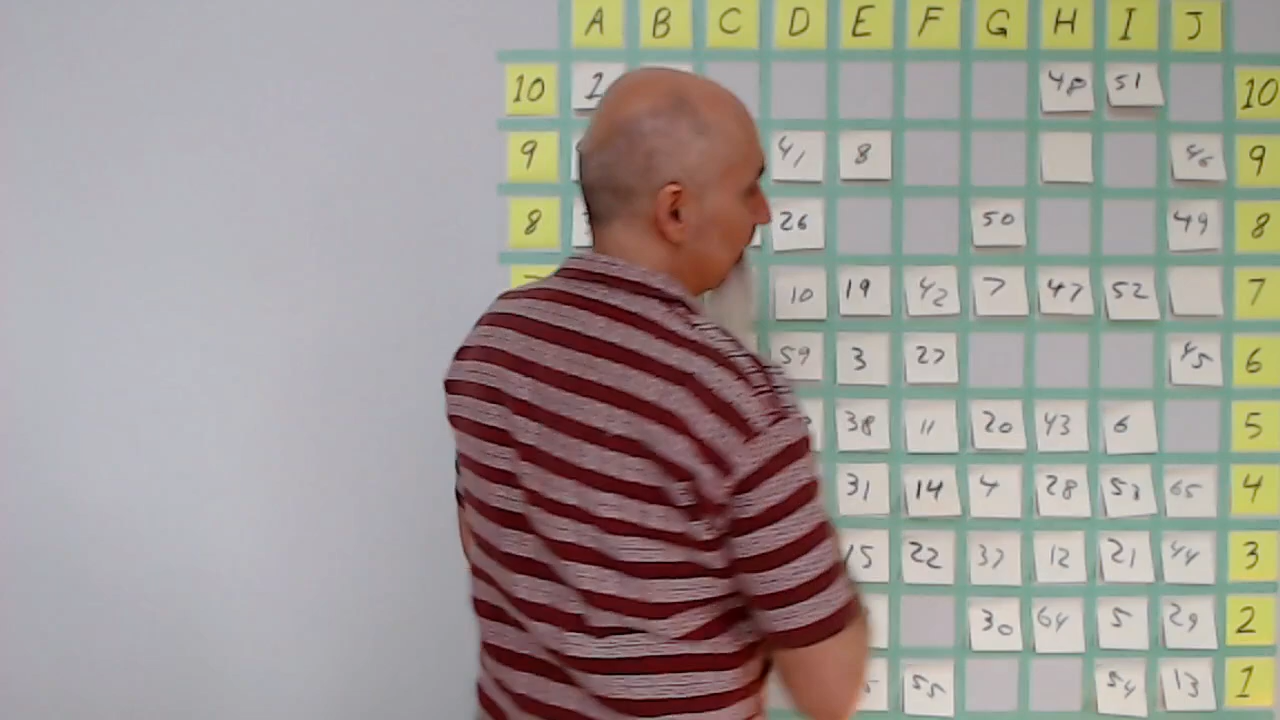 A B C D E F G H I J
10 48 51 10
9 41 8 46 9
8 26 50 49 8
10 19 42 7 47 52 7
59 3 27 45 6
38 11 20 43 6 5
31 14 4 28 53 65 4
15 22 37 12 21 44 3
30 64 5 29 2
55 54 13 1